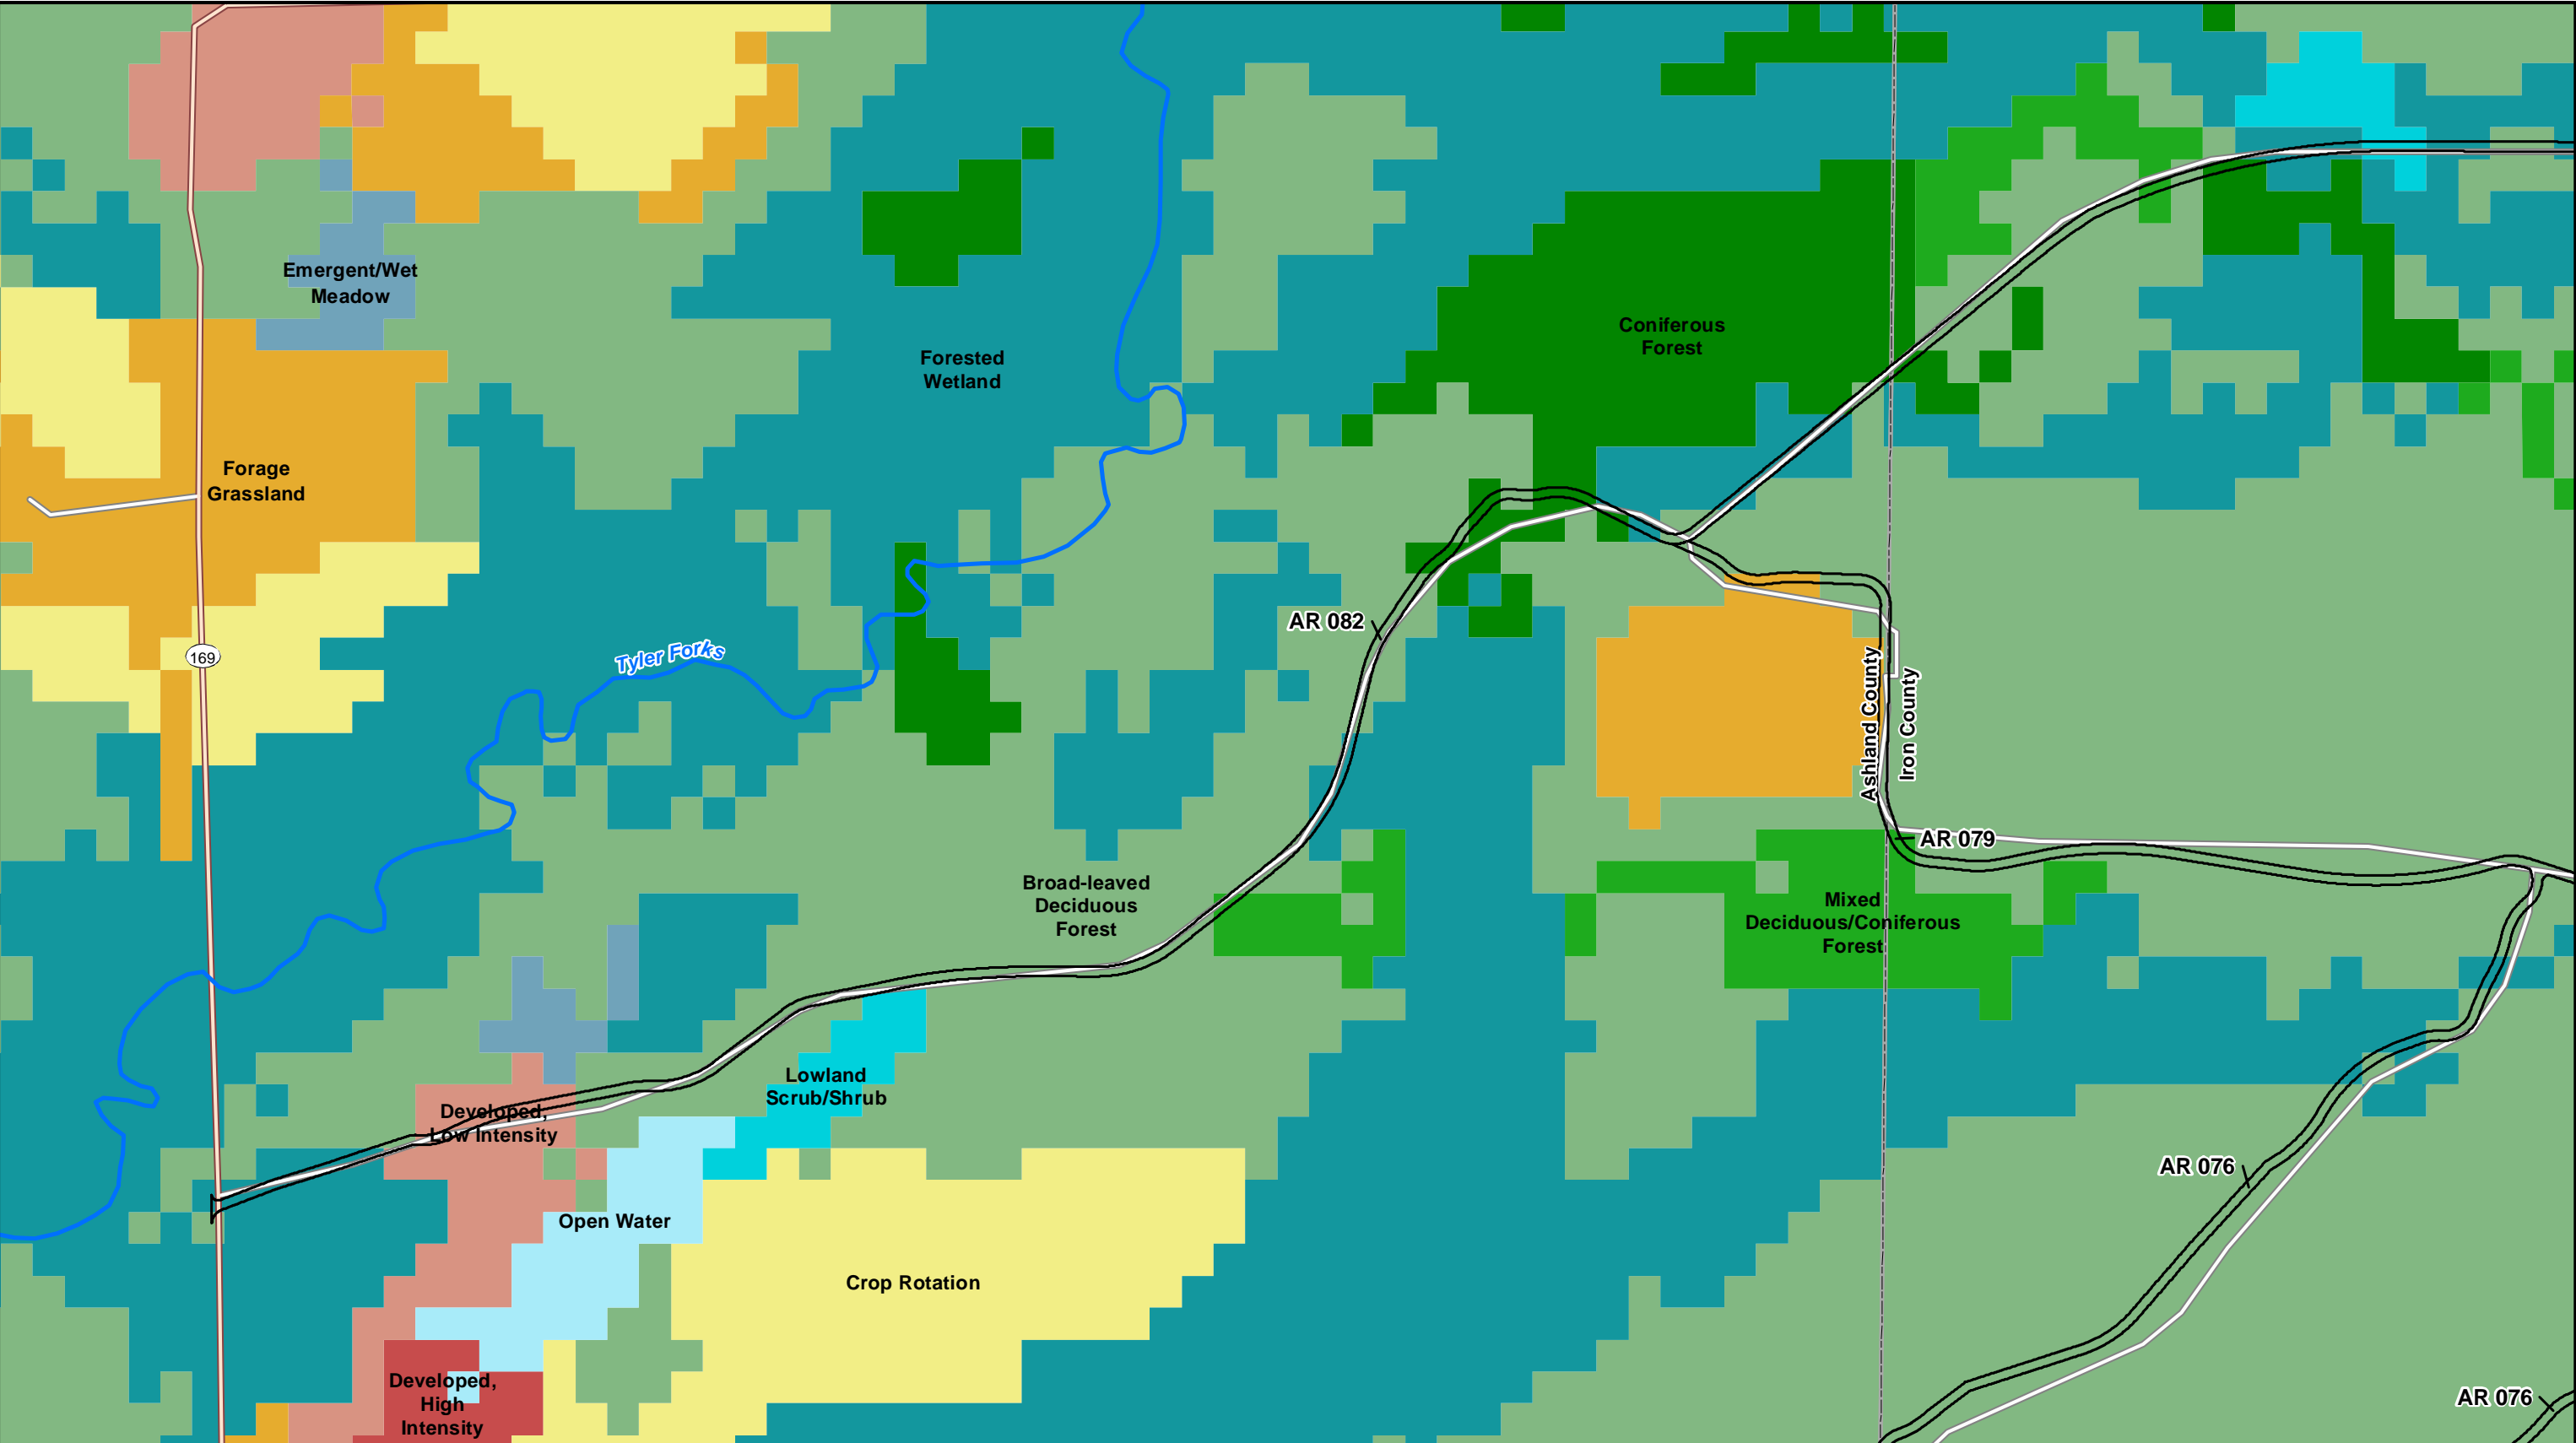 Emergent/Wet
Meadow
Coniferous
Forest
Forested
Wetland
Forage
Grassland
AR 082
Tyler Forks
169
Ashland County
Iron County
AR 079
Broad-leaved
Deciduous
Forest
Mixed
Deciduous/Coniferous
Forest
Lowland
Scrub/Shrub
Developed,
Low Intensity
AR 076
Open Water
Crop Rotation
Developed,
High
Intensity
AR 076